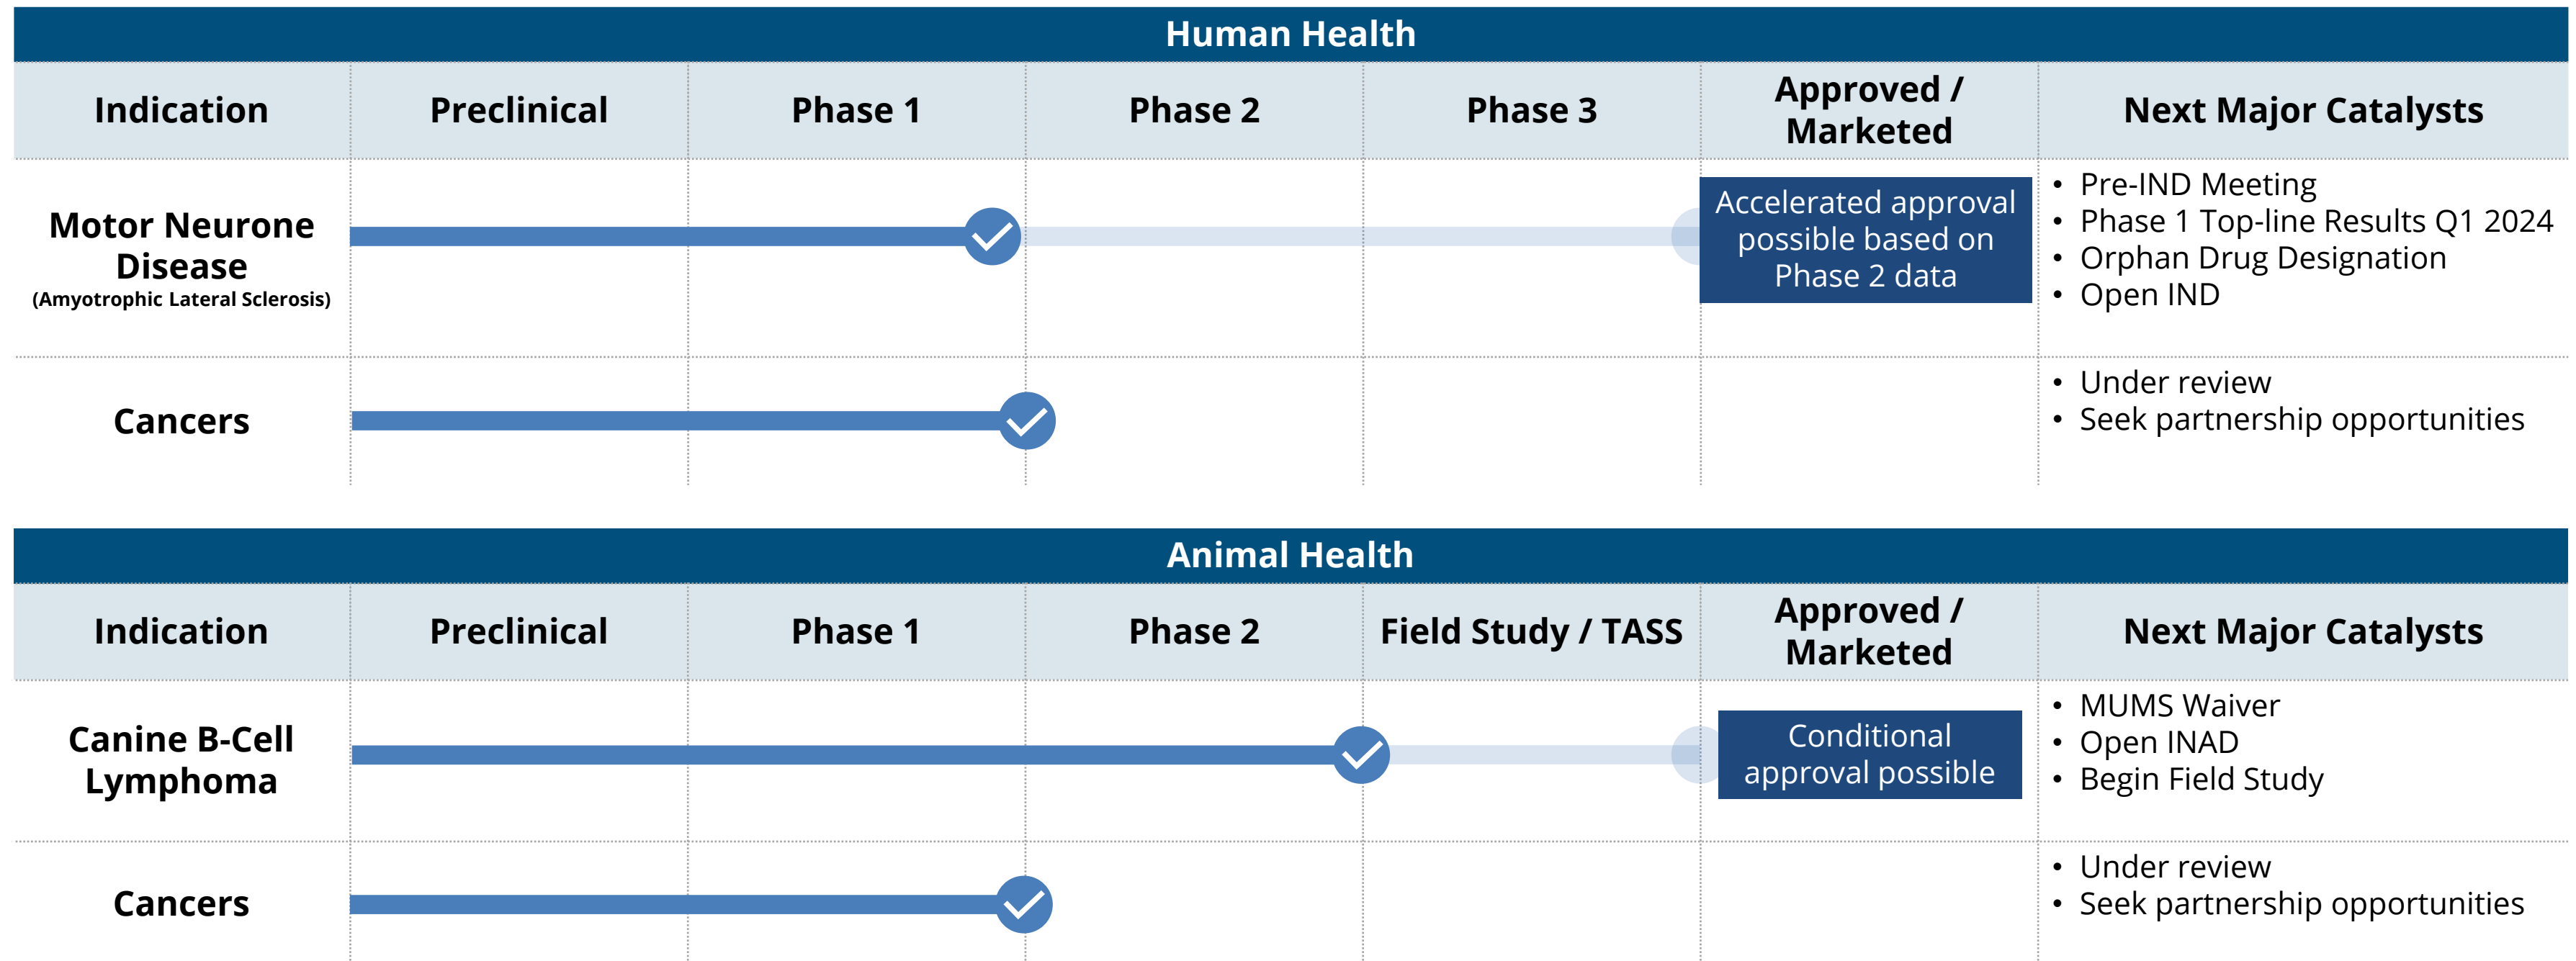 Human Health
Indication
Preclinical
Phase 1
Phase 2
Phase 3
Approved /
Marketed
Next Major Catalysts
Motor Neurone
Disease
(Amyotrophic Lateral Sclerosis)
Accelerated approval
possible based on
Phase 2 data
• Pre-IND Meeting
• Phase 1 Top-line Results Q1 2024
• Orphan Drug Designation
• Open IND
Cancers
• Under review
• Seek partnership opportunities
Animal Health
Indication
Preclinical
Phase 1
Phase 2
Field Study / TASS
Approved /
Marketed
Next Major Catalysts
Canine B-Cell
Lymphoma
Conditional
approval possible
• MUMS Waiver
• Open INAD
• Begin Field Study
Cancers
• Under review
• Seek partnership opportunities